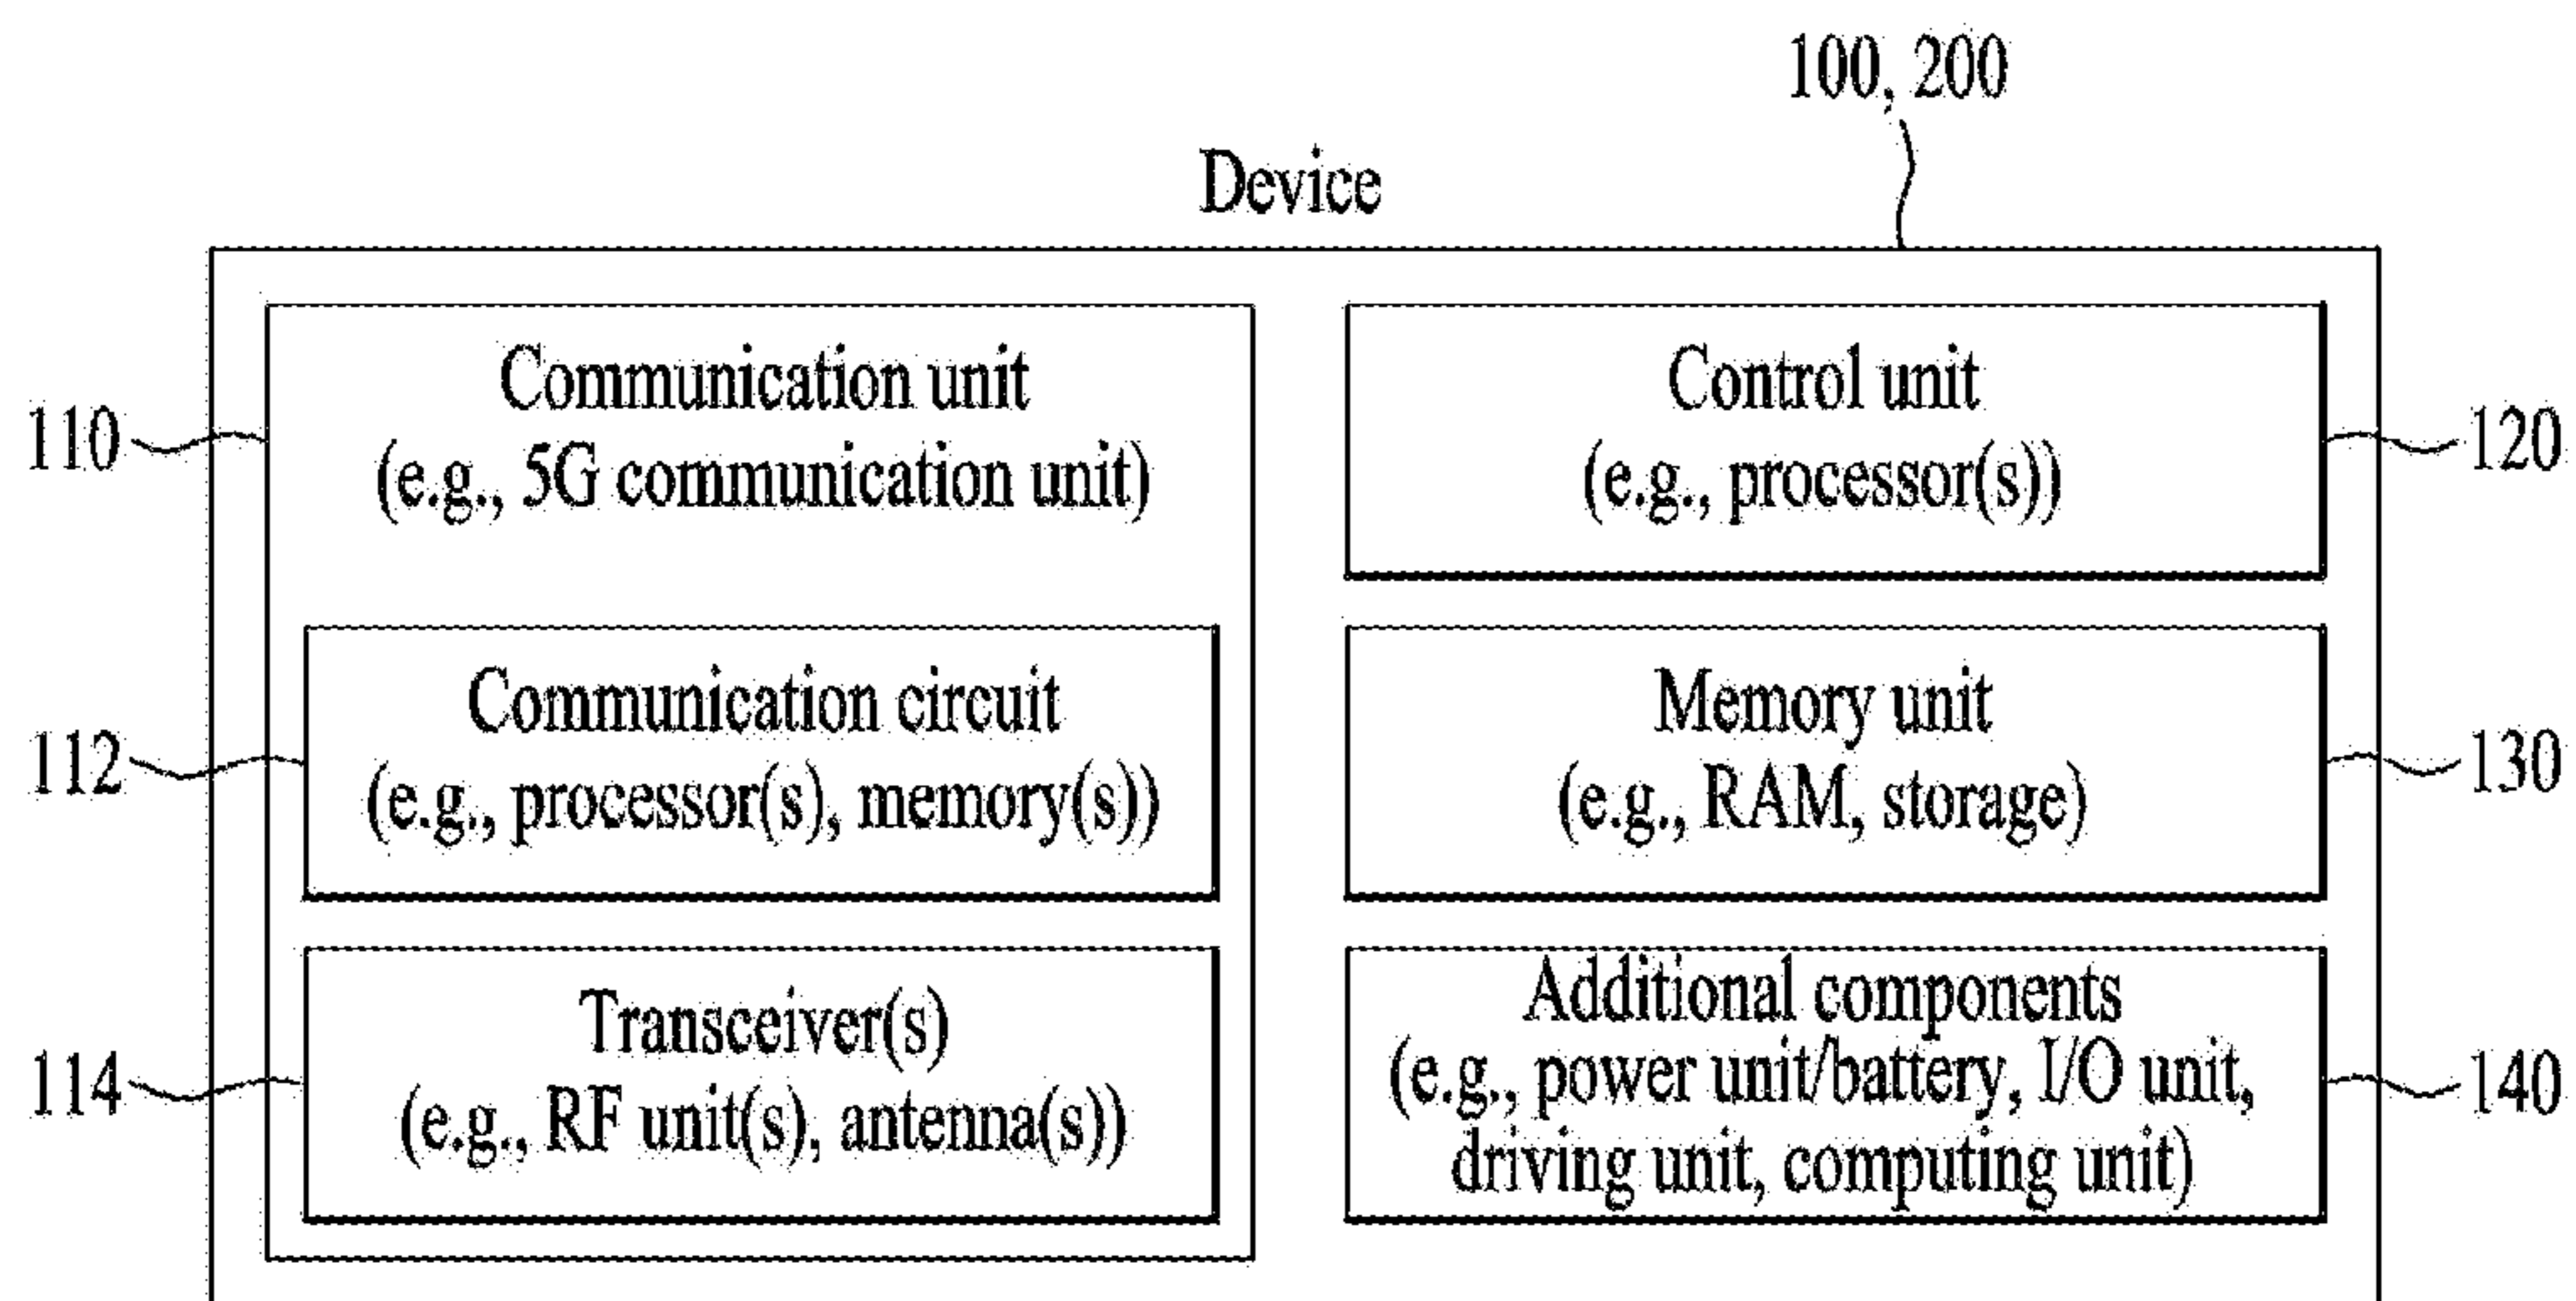 100, 200
Device
110
Communication unit
(e.g., 5G communication unit)
112
Communication circuit
(e.g., processor(s), memory(s))
114
Transceiver(s)
(e.g., RF unit(s), antenna(s))
Control unit
(e.g., processor(s))
120
Memory unit
(e.g., RAM, storage)
130
Additional components
(e.g., power unit/battery, I/O unit,
driving unit, computing unit)
140